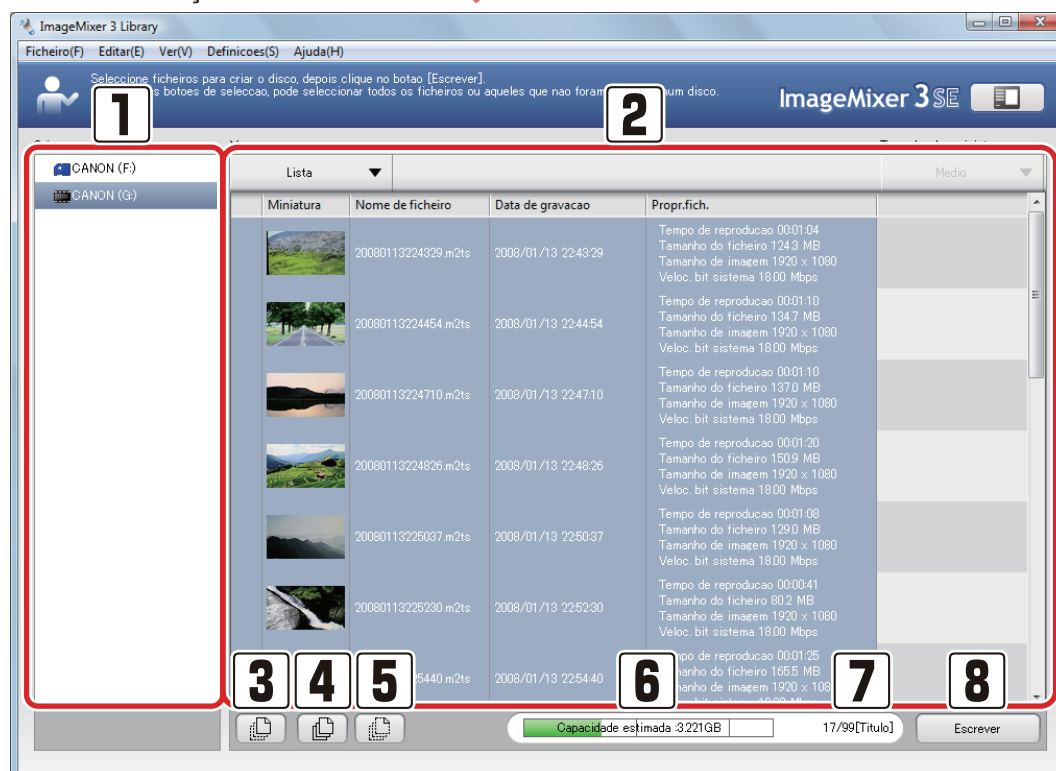 ImageMixer 3 Library
Ficheiro(F) Editar(E) Ver(V) Definicoes(S) Ajuda(H)
Seleccione ficheiros para criar o disco, depois clique no botao [Escrever].
s botoes de seleccao, pode seleccionar todos os ficheiros ou aqueles que nao foram num disco.
ImageMixer 3 SE
1
2
CANON (F:)
CANON (G:)
Lista
Medio
Miniatura Nome de ficheiro Data de gravacao Propr.fich.
Tempo de reproducao 00:01:04
Tamanho do ficheiro 124.3 MB
20080113224329.m2ts 2008/01/13 22:43:29
Tamanho de imagem 1920 x 1080
Veloc. bit sistema 18.00 Mbps
Tempo de reproducao 00:01:10
Tamanho do ficheiro 134.7 MB
20080113224454.m2ts 2008/01/13 22:44:54
Tamanho de imagem 1920 x 1080
Veloc. bit sistema 18.00 Mbps
Tempo de reproducao 00:01:10
Tamanho do ficheiro 137.0 MB
20080113224710.m2ts 2008/01/13 22:47:10
Tamanho de imagem 1920 x 1080
Veloc. bit sistema 18.00 Mbps
Tempo de reproducao 00:01:20
Tamanho do ficheiro 150.9 MB
20080113224826.m2ts 2008/01/13 22:48:26
Tamanho de imagem 1920 x 1080
Veloc. bit sistema 18.00 Mbps
Tempo de reproducao 00:01:08
Tamanho do ficheiro 129.0 MB
20080113225037.m2ts 2008/01/13 22:50:37
Tamanho de imagem 1920 x 1080
Veloc. bit sistema 18.00 Mbps
Tempo de reproducao 00:00:41
Tamanho do ficheiro 80.2 MB
20080113225230.m2ts 2008/01/13 22:52:30
Tamanho de imagem 1920 x 1080
Veloc. bit sistema 18.00 Mbps
de reproducao 00:01:25
do ficheiro 165.5 MB
5440.m2ts 2008/01/13 22:54:40
de imagem 1920 x 108
3 4 5 6 7 8
Capacidade estimada :3.221GB 17/99[Titulo] Escrever